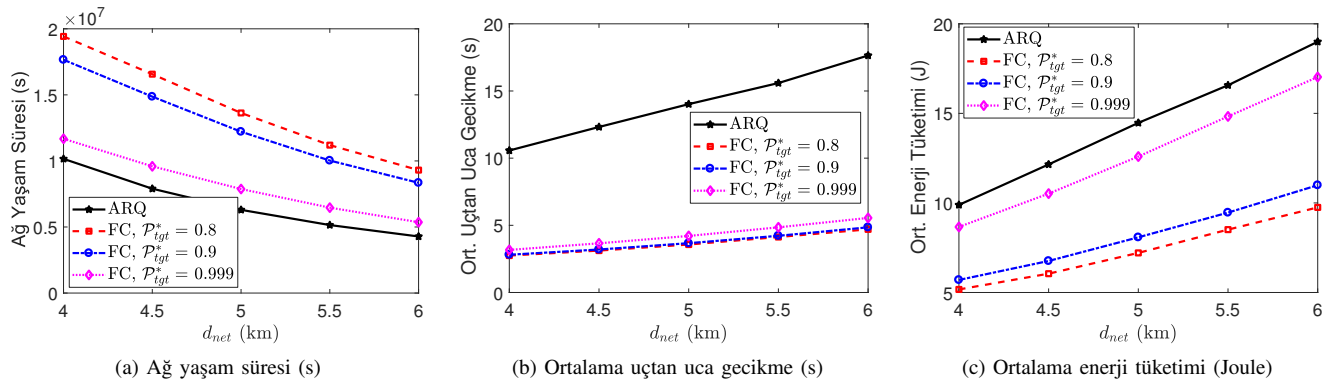 ×10⁷
2
1.5
1
0.5
0
Ağ Yaşam Süresi (s)
ARQ
FC, 𝒫*tgt = 0.8
FC, 𝒫*tgt = 0.9
FC, 𝒫*tgt = 0.999
4 4.5 5 5.5 6
dnet (km)
(a) Ağ yaşam süresi (s)
20
15
10
5
0
Ort. Uçtan Uca Gecikme (s)
ARQ
FC, 𝒫*tgt = 0.8
FC, 𝒫*tgt = 0.9
FC, 𝒫*tgt = 0.999
4 4.5 5 5.5 6
dnet (km)
(b) Ortalama uçtan uca gecikme (s)
20
15
10
5
Ort. Enerji Tüketimi (J)
ARQ
FC, 𝒫*tgt = 0.8
FC, 𝒫*tgt = 0.9
FC, 𝒫*tgt = 0.999
4 4.5 5 5.5 6
dnet (km)
(c) Ortalama enerji tüketimi (Joule)